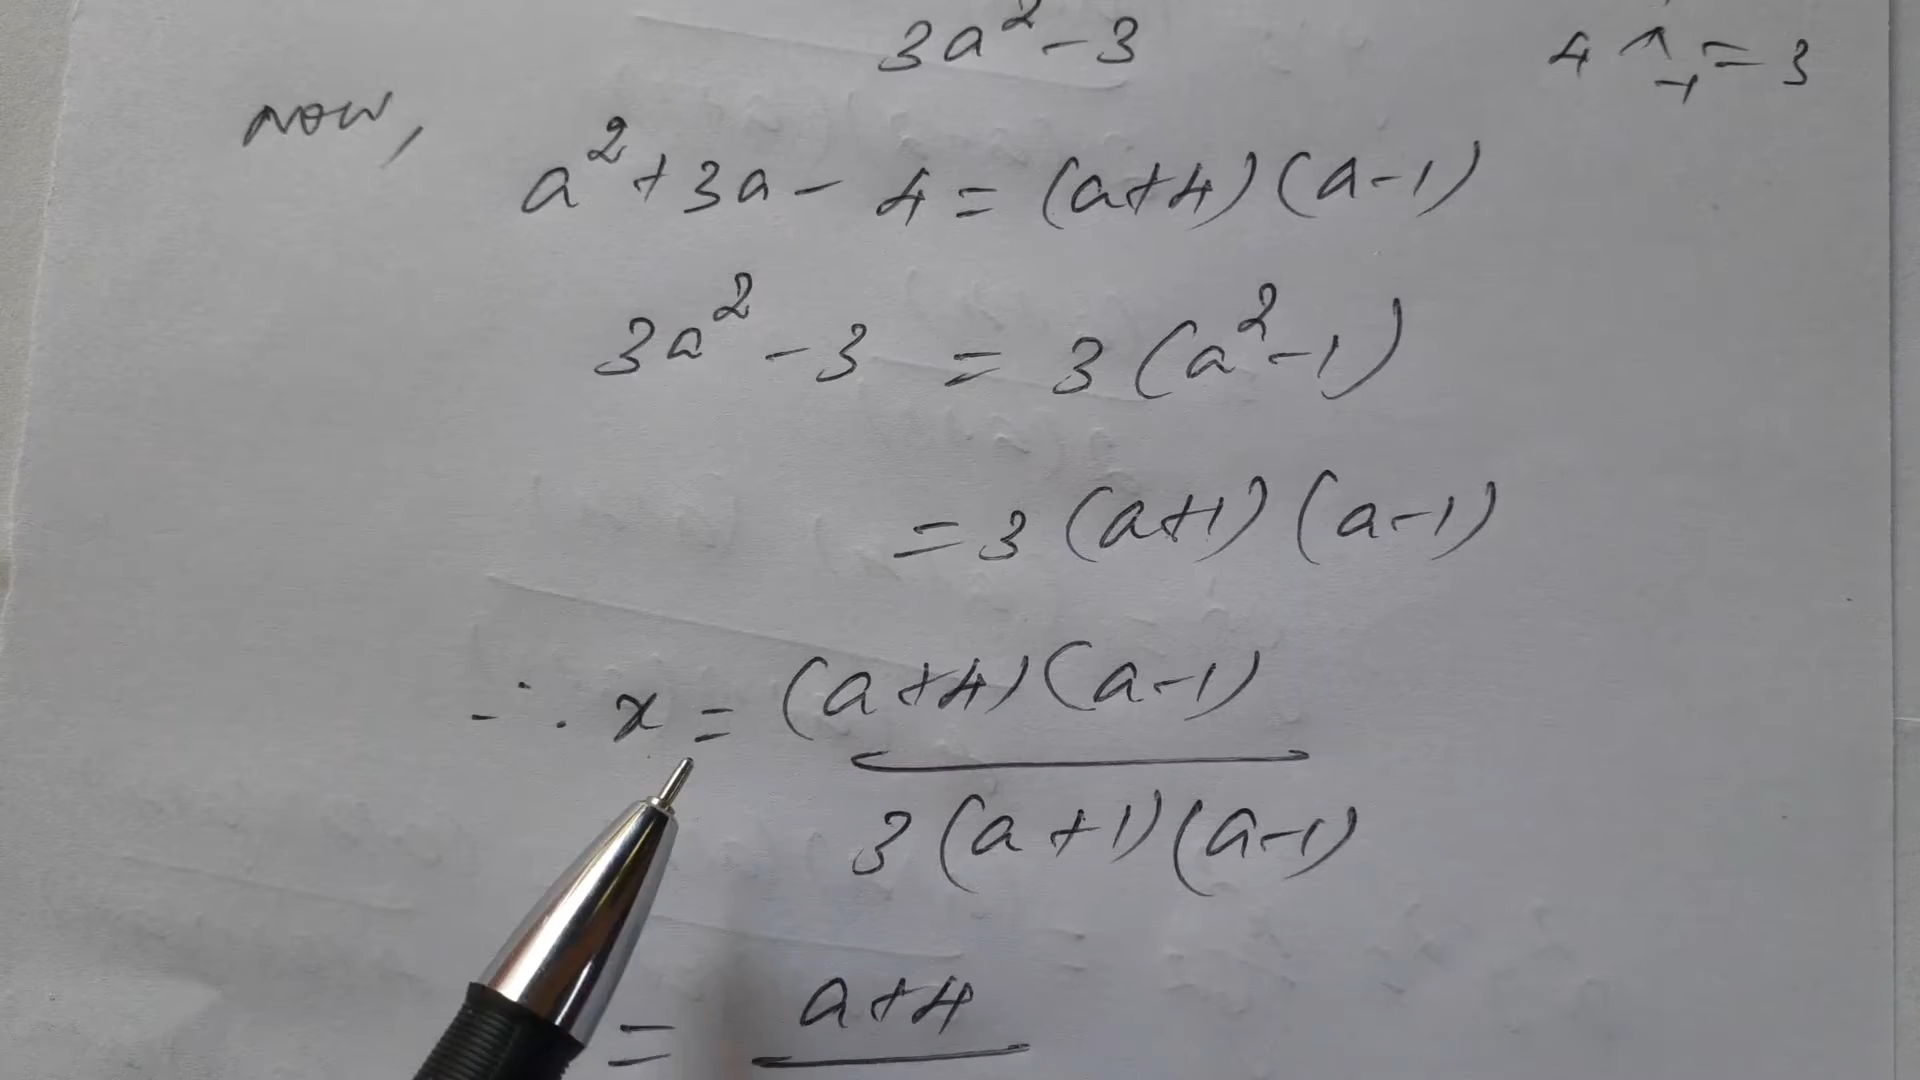 3a² - 3
4 -1 = 3
now,
a² + 3a - 4 = (a+4)(a-1)
3a² - 3 = 3(a² - 1)
= 3(a+1)(a-1)
∴ x = (a+4)(a-1)
3(a+1)(a-1)
= a+4